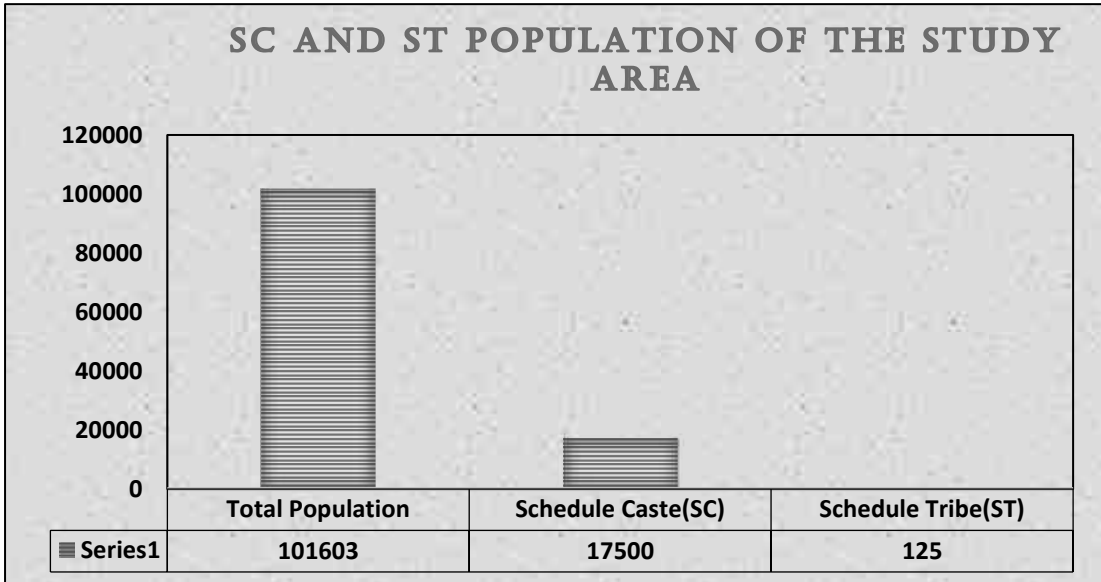 SC AND ST POPULATION OF THE STUDY
AREA
120000
100000
80000
60000
40000
20000
0
Total Population Schedule Caste(SC) Schedule Tribe(ST)
Series1 101603 17500 125